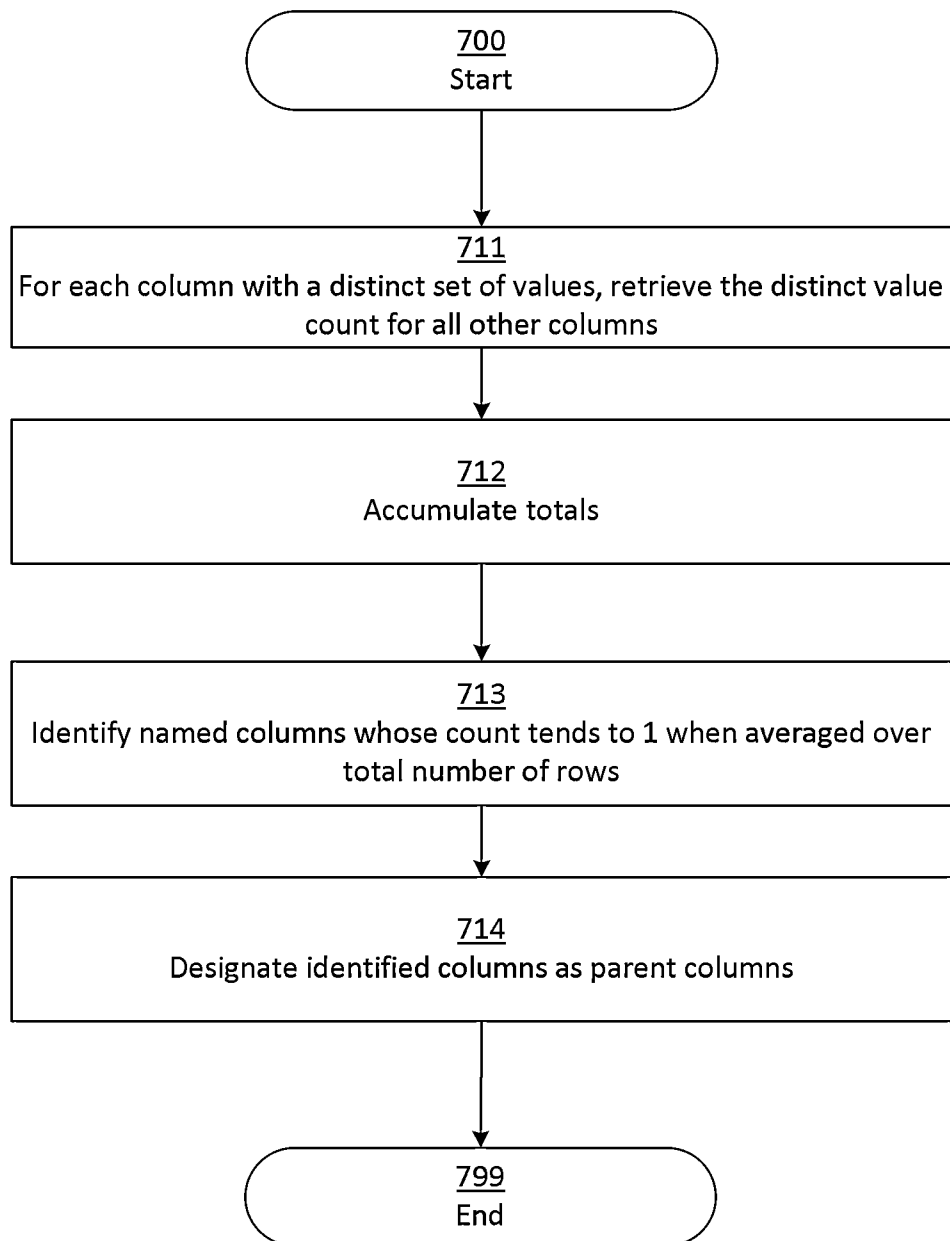 700
Start
711
For each column with a distinct set of values, retrieve the distinct value
count for all other columns
712
Accumulate totals
713
Identify named columns whose count tends to 1 when averaged over
total number of rows
714
Designate identified columns as parent columns
799
End